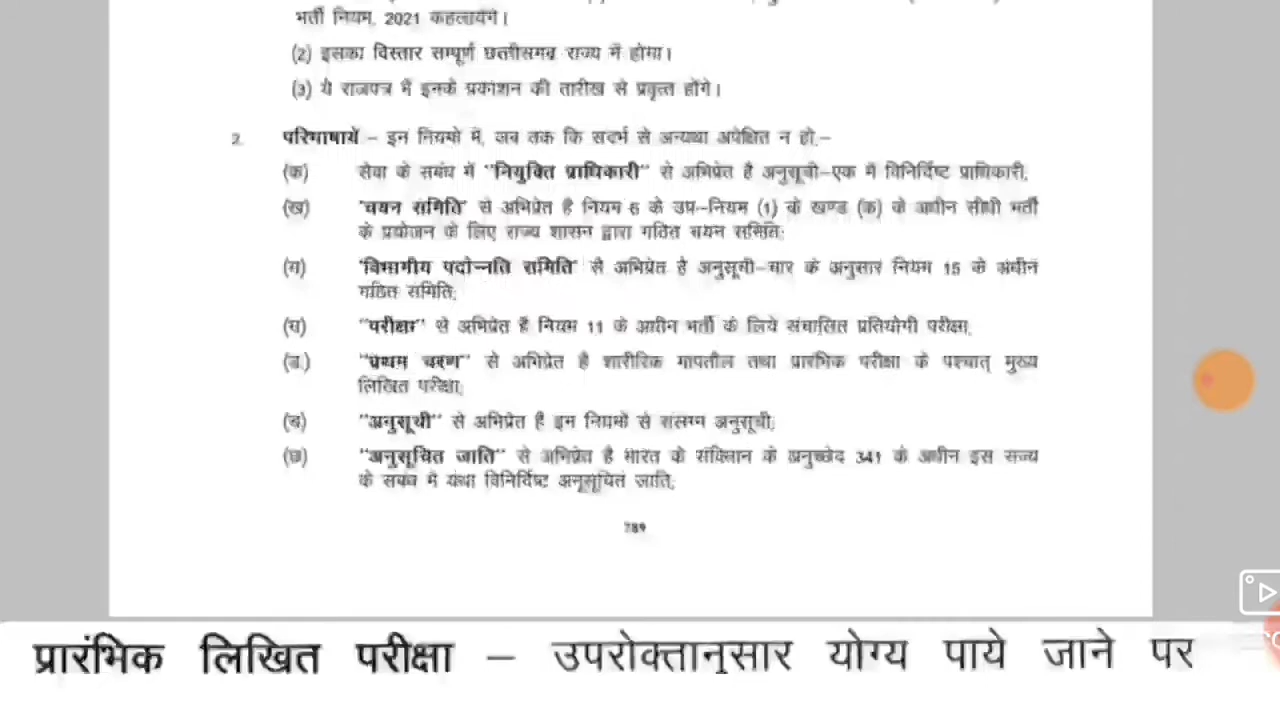 भर्ती नियम, 2021 कहलायेंगे।
(2) इसका विस्तार सम्पूर्ण छत्तीसगढ़ राज्य में होगा।
(3) ये राजपत्र में इनके प्रकाशन की तारीख से प्रवृत्त होंगे।
2. परिभाषायें – इन नियमों में, जब तक कि संदर्भ से अन्यथा अपेक्षित न हो,–
(क) सेवा के संबंध में "नियुक्ति प्राधिकारी" से अभिप्रेत है अनुसूची–एक में विनिर्दिष्ट प्राधिकारी;
(ख) "चयन समिति" से अभिप्रेत है नियम 6 के उप–नियम (1) के खण्ड (क) के अधीन सीधी भर्ती
के प्रयोजन के लिए राज्य शासन द्वारा गठित चयन समिति;
(ग) "विभागीय पदोन्नति समिति" से अभिप्रेत है अनुसूची–चार के अनुसार नियम 15 के अधीन
गठित समिति;
(घ) "परीक्षा" से अभिप्रेत है नियम 11 के अधीन भर्ती के लिये संचालित प्रतियोगी परीक्षा;
(ड.) "प्रथम चरण" से अभिप्रेत है शारीरिक मापतौल तथा प्रारंभिक परीक्षा के पश्चात् मुख्य
लिखित परीक्षा;
(च) "अनुसूची" से अभिप्रेत है इन नियमों से संलग्न अनुसूची;
(छ) "अनुसूचित जाति" से अभिप्रेत है भारत के संविधान के अनुच्छेद 341 के अधीन इस राज्य
के संबंध में यथा विनिर्दिष्ट अनुसूचित जाति;
789
प्रारंभिक लिखित परीक्षा – उपरोक्तानुसार योग्य पाये जाने पर